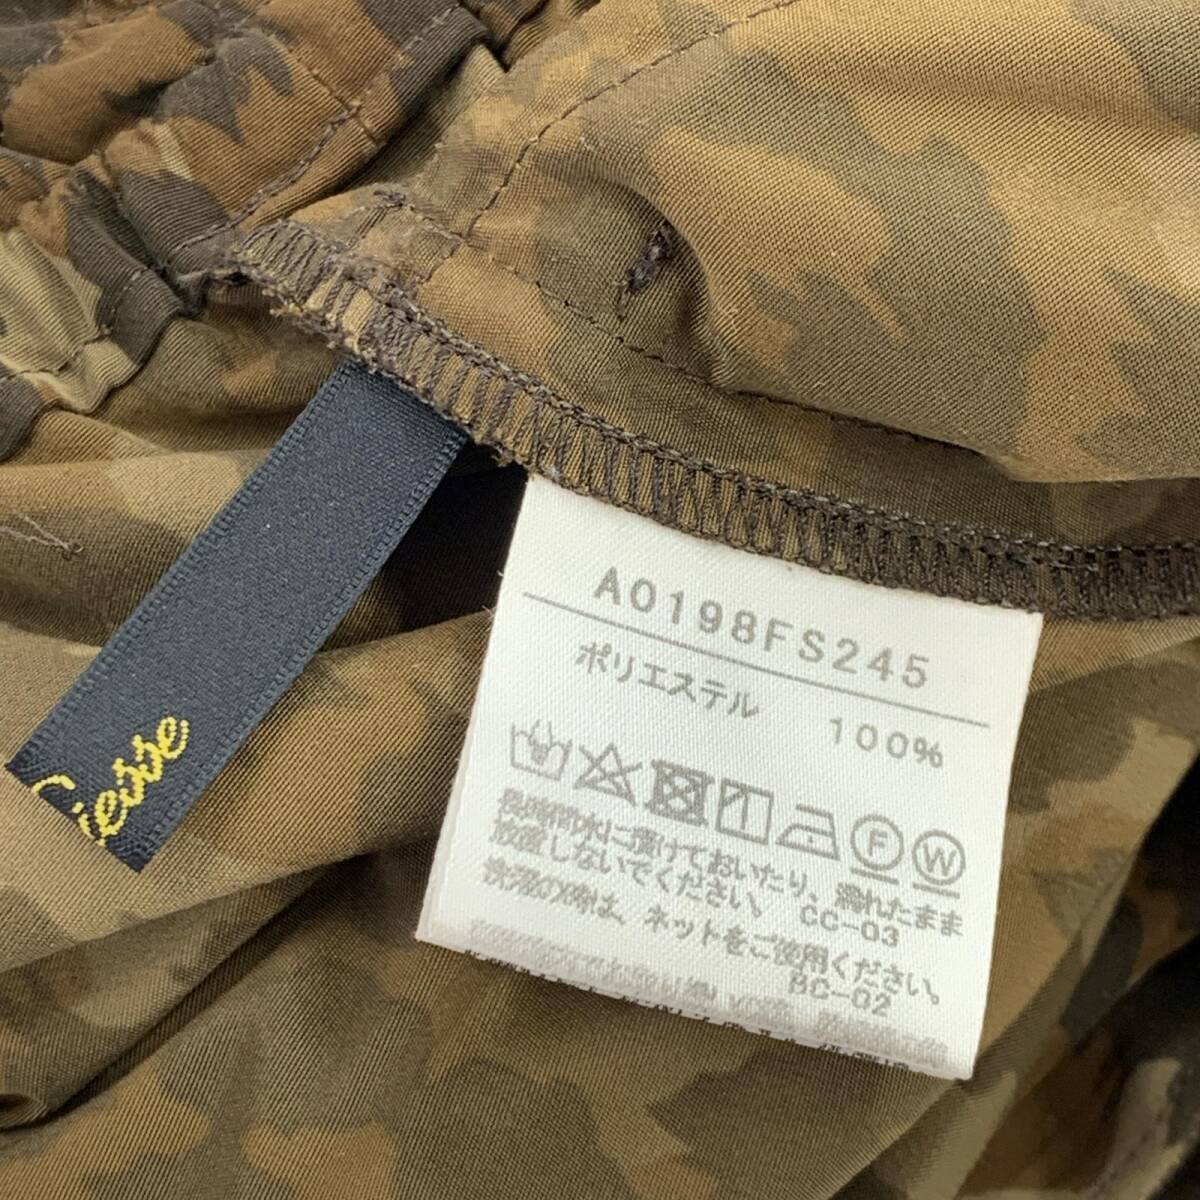 A0198FS245
ポリエステル 100%
F W
長時間水に漬けておいたり、濡れたまま
放置しないでください。 CC-03
洗濯の際は、ネットをご使用ください。
BC-02